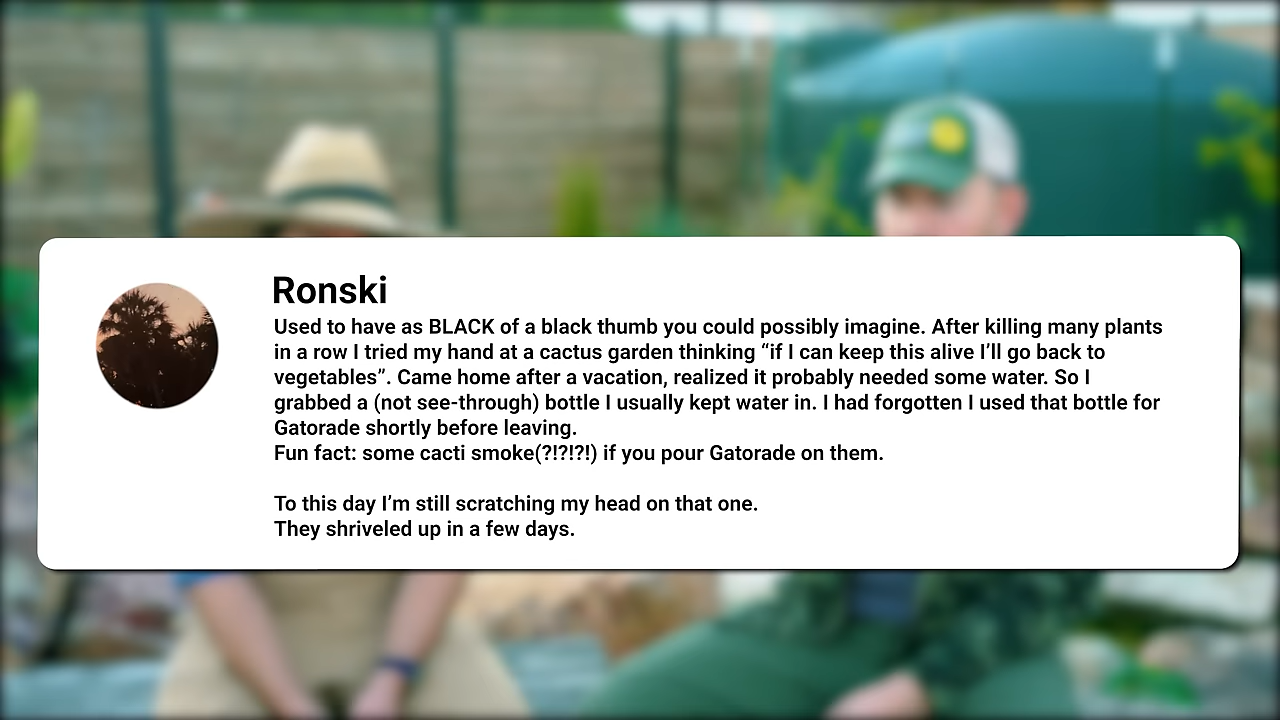 Ronski
Used to have as BLACK of a black thumb you could possibly imagine. After killing many plants
in a row I tried my hand at a cactus garden thinking “if I can keep this alive I’ll go back to
vegetables”. Came home after a vacation, realized it probably needed some water. So I
grabbed a (not see-through) bottle I usually kept water in. I had forgotten I used that bottle for
Gatorade shortly before leaving.
Fun fact: some cacti smoke(?!?!?!) if you pour Gatorade on them.
To this day I’m still scratching my head on that one.
They shriveled up in a few days.